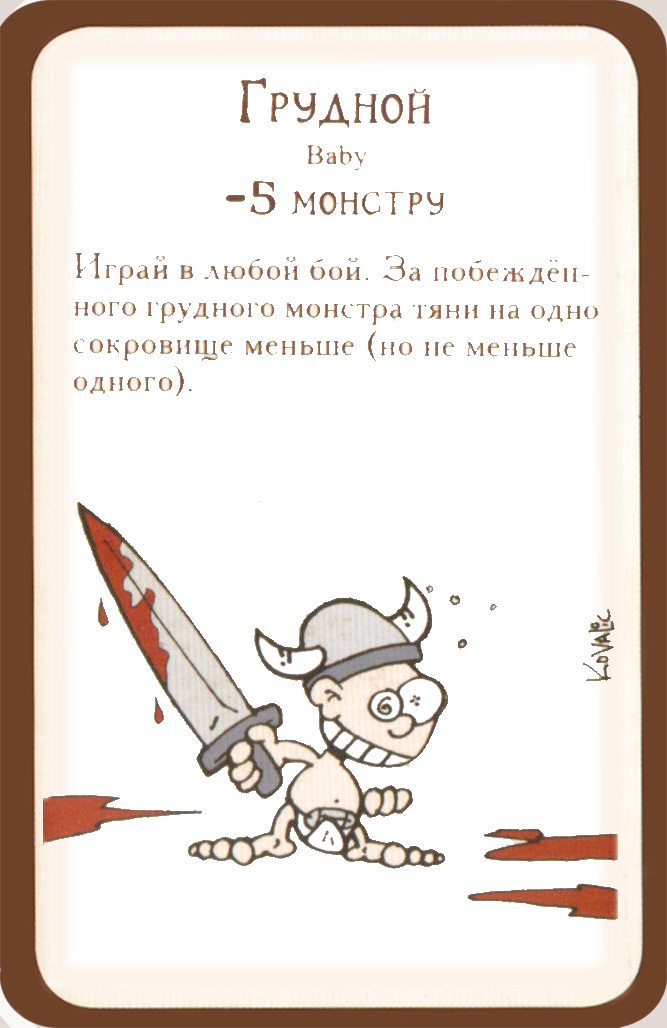 Грудной
Baby
-5 монстру
Играй в любой бой. За побеждён-
ного грудного монстра тяни на одно
сокровище меньше (но не меньше
одного).
Kovalic